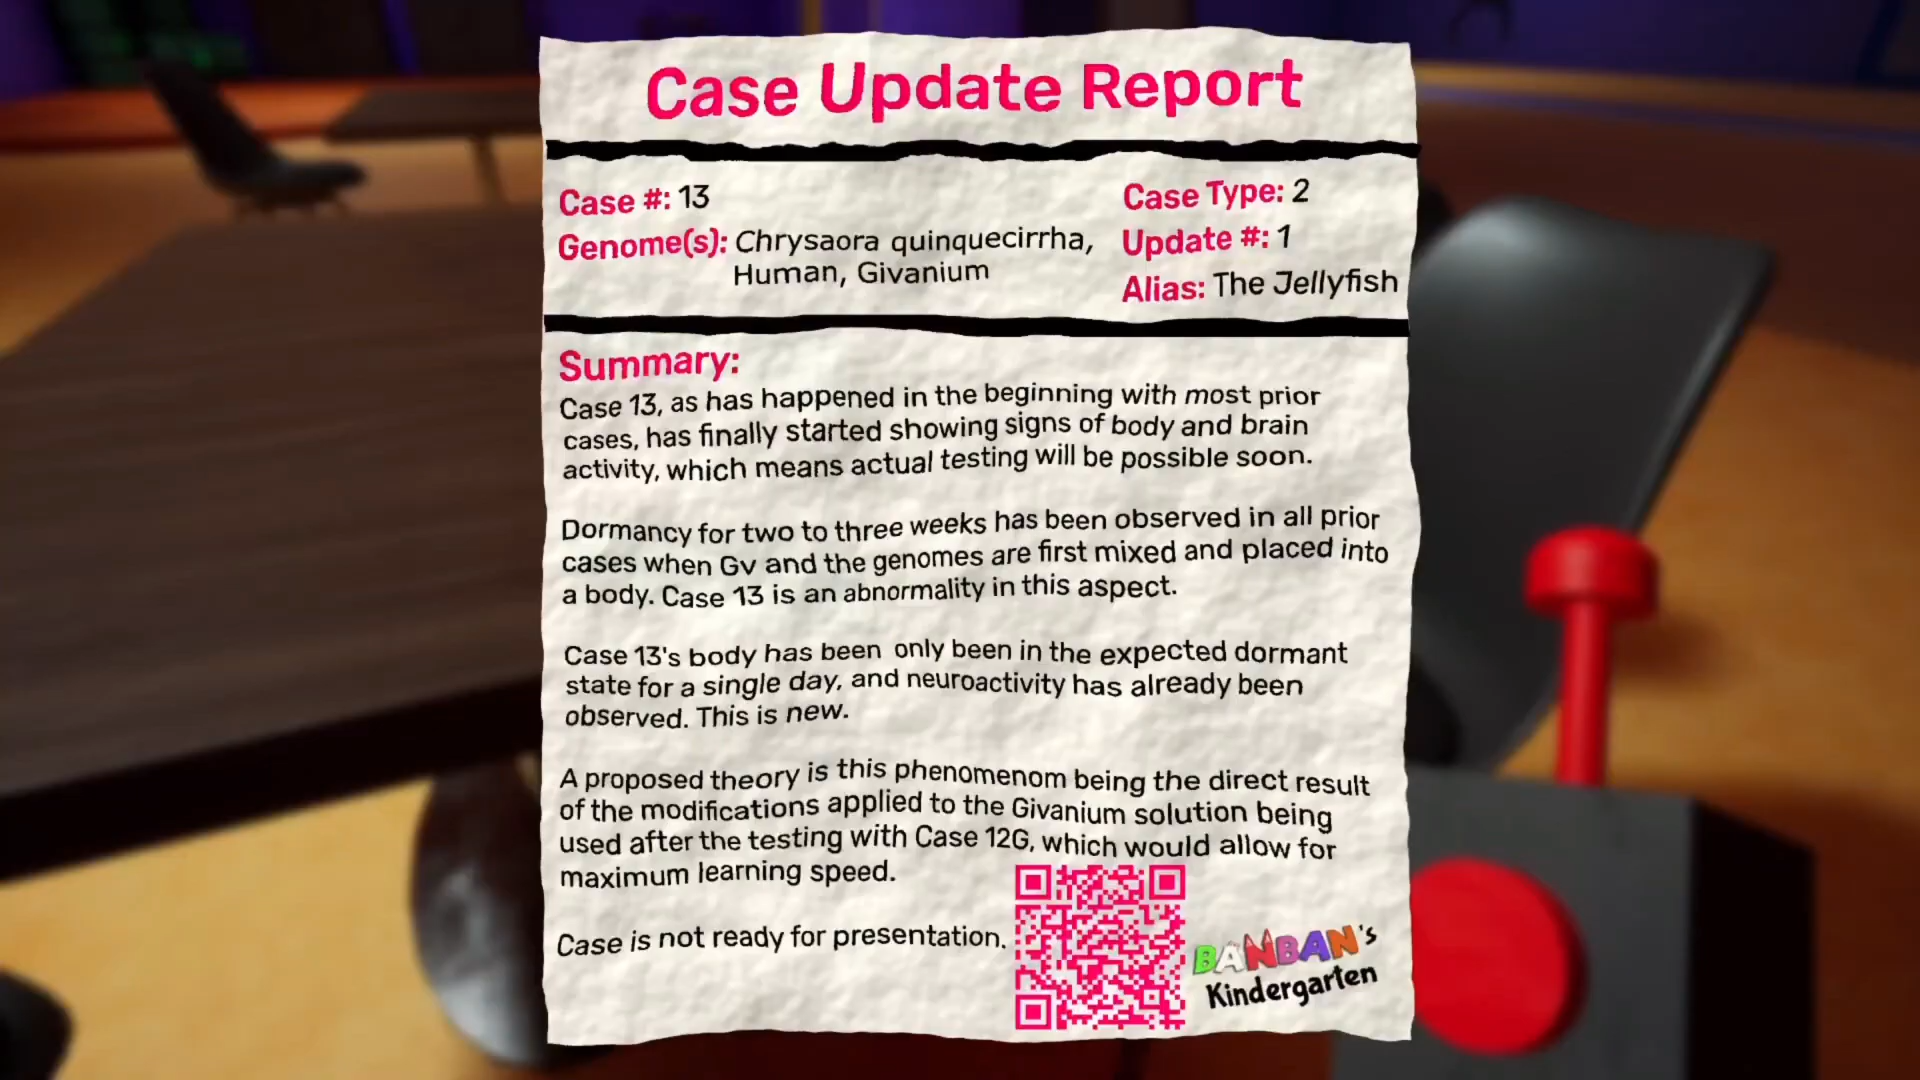 Case Update Report
Case #: 13
Case Type: 2
Genome(s): Chrysaora quinquecirrha,
Human, Givanium
Update #: 1
Alias: The Jellyfish
Summary:
Case 13, as has happened in the beginning with most prior
cases, has finally started showing signs of body and brain
activity, which means actual testing will be possible soon.
Dormancy for two to three weeks has been observed in all prior
cases when Gv and the genomes are first mixed and placed into
a body. Case 13 is an abnormality in this aspect.
Case 13's body has been only been in the expected dormant
state for a single day, and neuroactivity has already been
observed. This is new.
A proposed theory is this phenomenom being the direct result
of the modifications applied to the Givanium solution being
used after the testing with Case 12G, which would allow for
maximum learning speed.
Case is not ready for presentation.
BANBAN's
Kindergarten